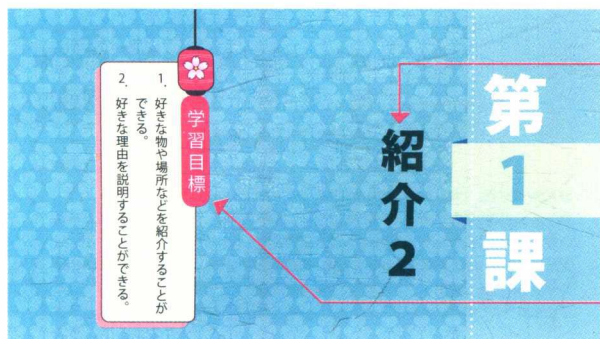 第
1
課
紹介2
学習目標
1. 好きな物や場所などを紹介することが
できる。
2. 好きな理由を説明することができる。